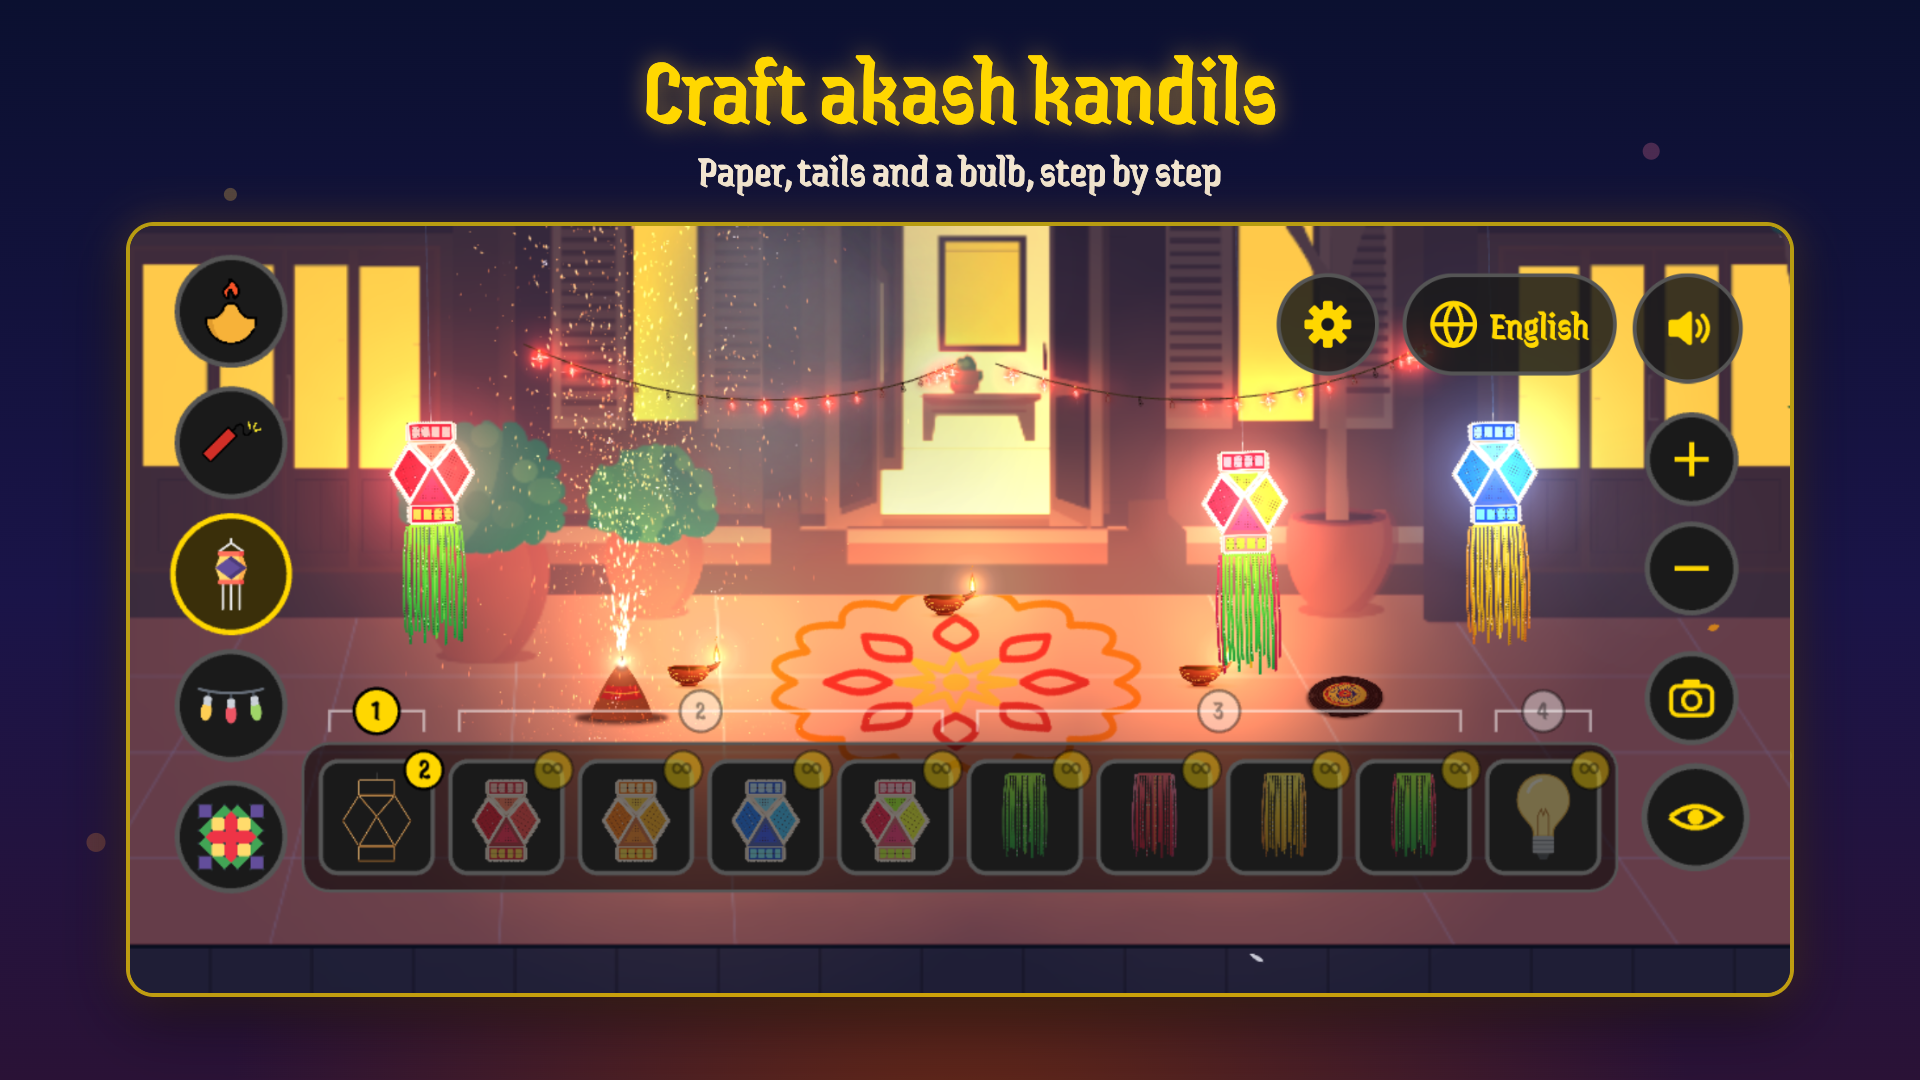 Craft akash kandils
Paper, tails and a bulb, step by step
English
1
2
3
4
2 ∞ ∞ ∞ ∞ ∞ ∞ ∞ ∞ ∞